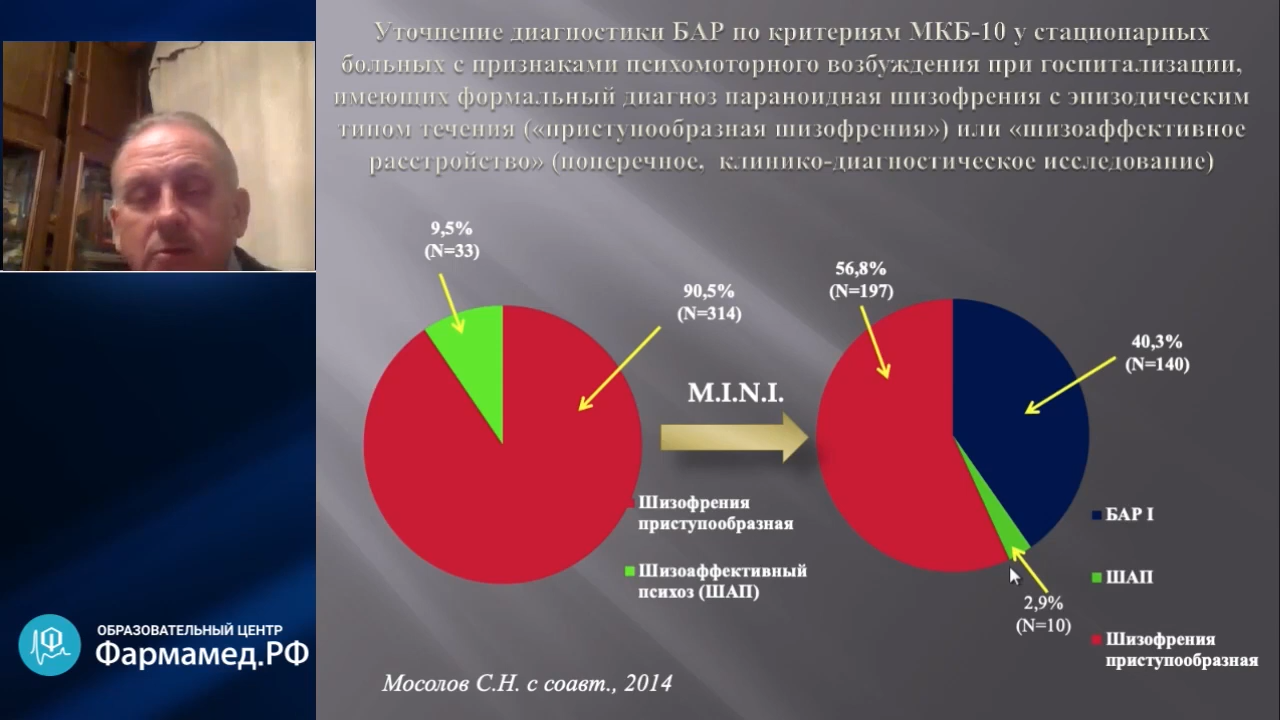 Уточнение диагностики БАР по критериям МКБ-10 у стационарных
больных с признаками психомоторного возбуждения при госпитализации,
имеющих формальный диагноз параноидная шизофрения с эпизодическим
типом течения («приступообразная шизофрения») или «шизоаффективное
расстройство» (поперечное, клинико-диагностическое исследование)
9,5%
(N=33)
90,5%
(N=314)
M.I.N.I.
56,8%
(N=197)
40,3%
(N=140)
2,9%
(N=10)
Шизофрения
приступообразная
Шизоаффективный
психоз (ШАП)
БАР I
ШАП
Шизофрения
приступообразная
Мосолов С.Н. с соавт., 2014
ОБРАЗОВАТЕЛЬНЫЙ ЦЕНТР
Фармамед.РФ